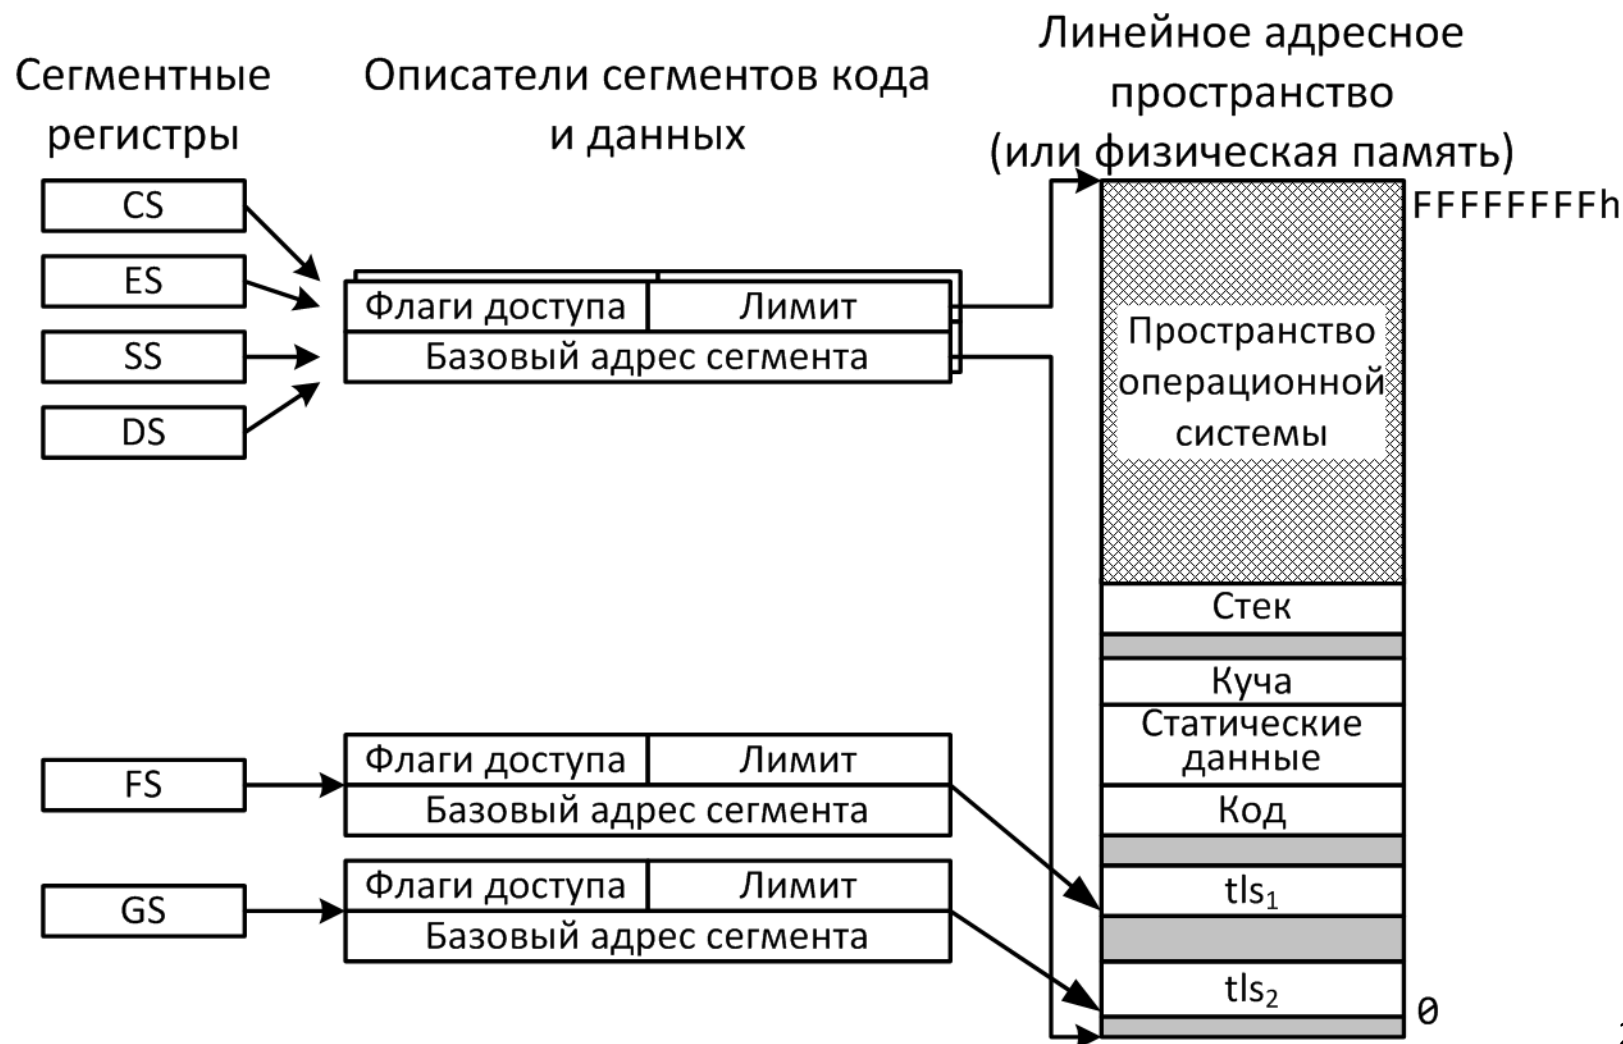 Сегментные
регистры
Описатели сегментов кода
и данных
Линейное адресное
пространство
(или физическая память)
CS
ES
SS
DS
Флаги доступа
Лимит
Базовый адрес сегмента
FFFFFFFFh
Пространство
операционной
системы
Стек
Куча
Статические
данные
Код
tls₁
tls₂
0
FS
Флаги доступа
Лимит
Базовый адрес сегмента
GS
Флаги доступа
Лимит
Базовый адрес сегмента